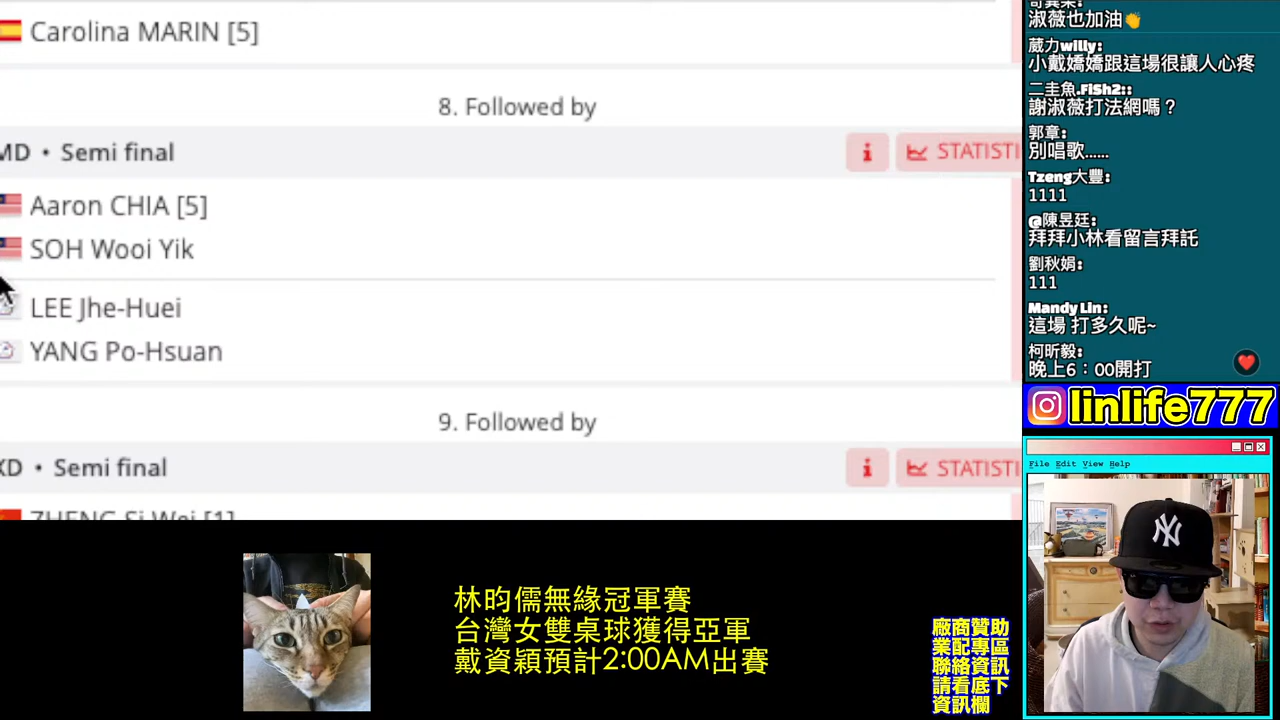 Carolina MARIN [5]
8. Followed by
MD • Semi final
STATISTI
Aaron CHIA [5]
SOH Wooi Yik
LEE Jhe-Huei
YANG Po-Hsuan
9. Followed by
XD • Semi final
STATISTI
ZHENG Si Wei [1]
淑薇也加油👏
葳力willy:
小戴嬌嬌跟這場很讓人心疼
二圭魚.FISh2::
謝淑薇打法網嗎？
郭章:
別唱歌......
Tzeng大豐:
1111
@陳昱廷:
拜拜小林看留言拜託
劉秋娟:
111
Mandy Lin:
這場 打多久呢~
柯昕毅:
晚上6：00開打
linlife777
File Edit View Help
NY
林昀儒無緣冠軍賽
台灣女雙桌球獲得亞軍
戴資穎預計2:00AM出賽
廠商贊助
業配專區
聯絡資訊
請看底下
資訊欄